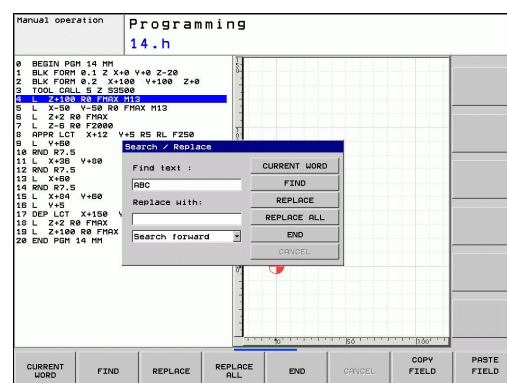 Manual operation
Programming
14.h
0 BEGIN PGM 14 MM
1 BLK FORM 0.1 Z X+0 Y+0 Z-20
2 BLK FORM 0.2 X+100 Y+100 Z+0
3 TOOL CALL 5 Z S3500
4 L Z+100 R0 FMAX M13
5 L X-50 Y-50 R0 FMAX M13
6 L Z+2 R0 FMAX
7 L Z-6 R0 F2000
8 APPR LCT X+12 Y+5 R5 RL F250
9 L Y+60
10 RND R7.5
11 L X+36 Y+80
12 RND R7.5
13 L X+60
14 RND R7.5
15 L X+84 Y+60
16 L Y+5
17 DEP LCT X+150 Y
18 L Z+2 R0 FMAX
19 L Z+100 R0 FMAX
20 END PGM 14 MM
Search / Replace
Find text :
ABC
Replace with:
Search forward
CURRENT WORD
FIND
REPLACE
REPLACE ALL
END
CANCEL
50
100
CURRENT WORD
FIND
REPLACE
REPLACE ALL
END
CANCEL
COPY FIELD
PASTE FIELD